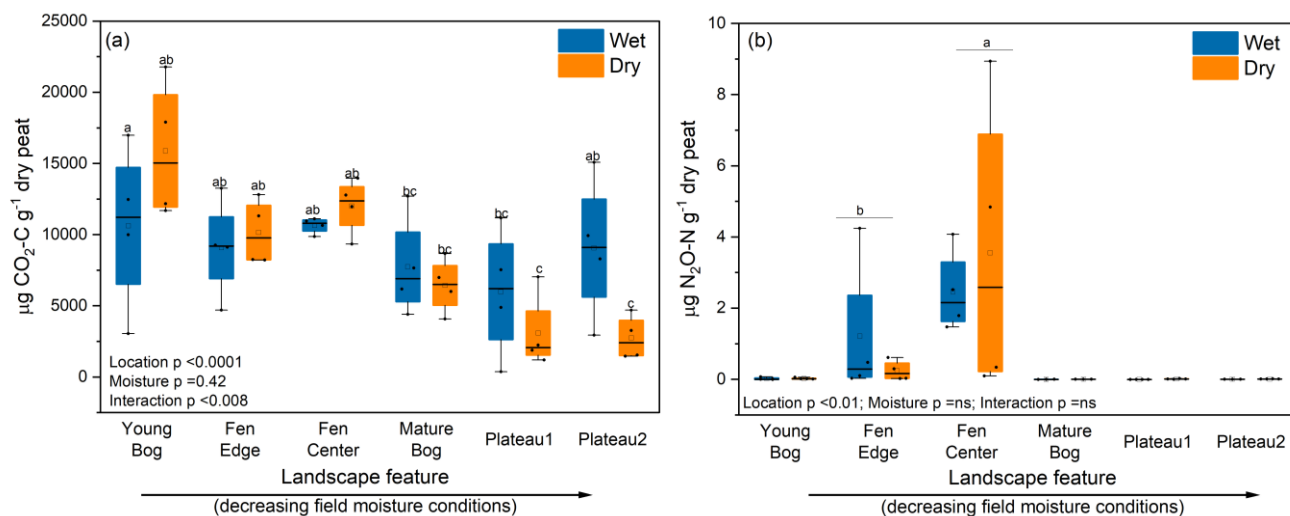 (a)
Wet
Dry
25000
20000
15000
10000
5000
0
µg CO₂-C g⁻¹ dry peat
a
ab
ab
ab
ab
ab
bc
bc
bc
c
ab
c
Location p <0.0001
Moisture p =0.42
Interaction p <0.008
Young Bog
Fen Edge
Fen Center
Mature Bog
Plateau1
Plateau2
Landscape feature
(decreasing field moisture conditions)
(b)
Wet
Dry
10
8
6
4
2
0
µg N₂O-N g⁻¹ dry peat
b
a
Location p <0.01; Moisture p =ns; Interaction p =ns
Young Bog
Fen Edge
Fen Center
Mature Bog
Plateau1
Plateau2
Landscape feature
(decreasing field moisture conditions)